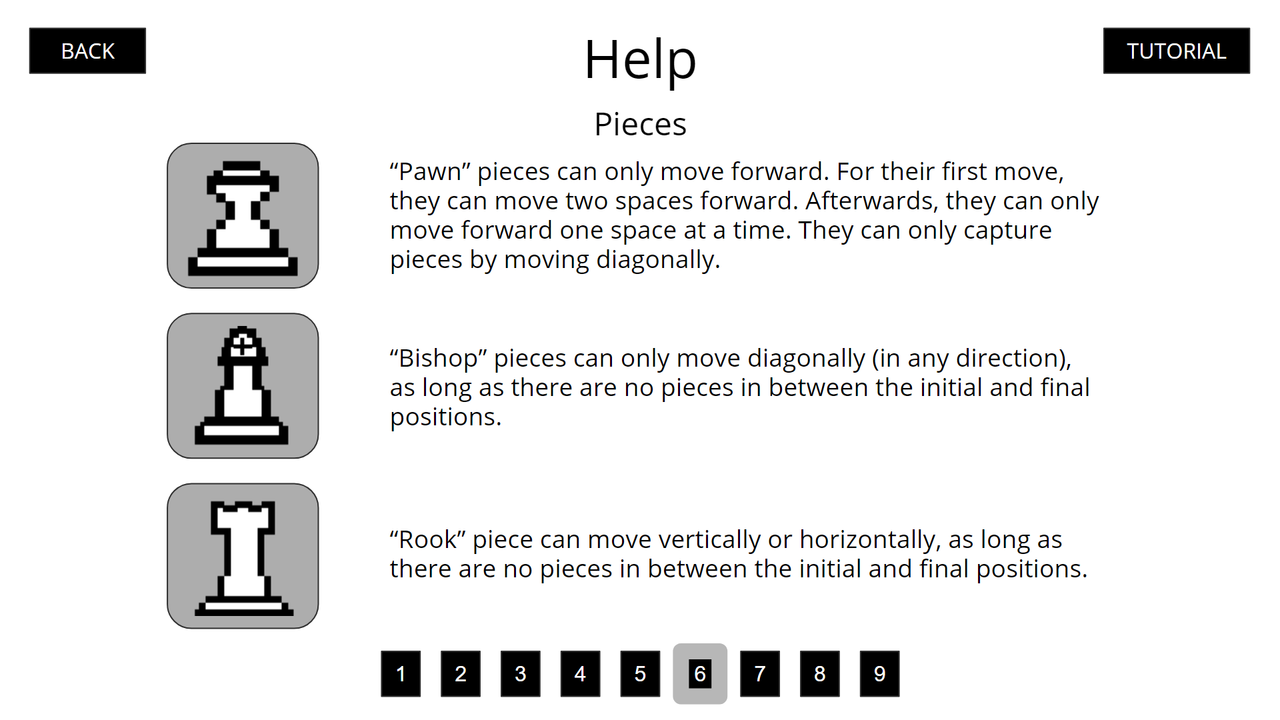 BACK
Help
TUTORIAL
Pieces
“Pawn” pieces can only move forward. For their first move,
they can move two spaces forward. Afterwards, they can only
move forward one space at a time. They can only capture
pieces by moving diagonally.
“Bishop” pieces can only move diagonally (in any direction),
as long as there are no pieces in between the initial and final
positions.
“Rook” piece can move vertically or horizontally, as long as
there are no pieces in between the initial and final positions.
1 2 3 4 5 6 7 8 9